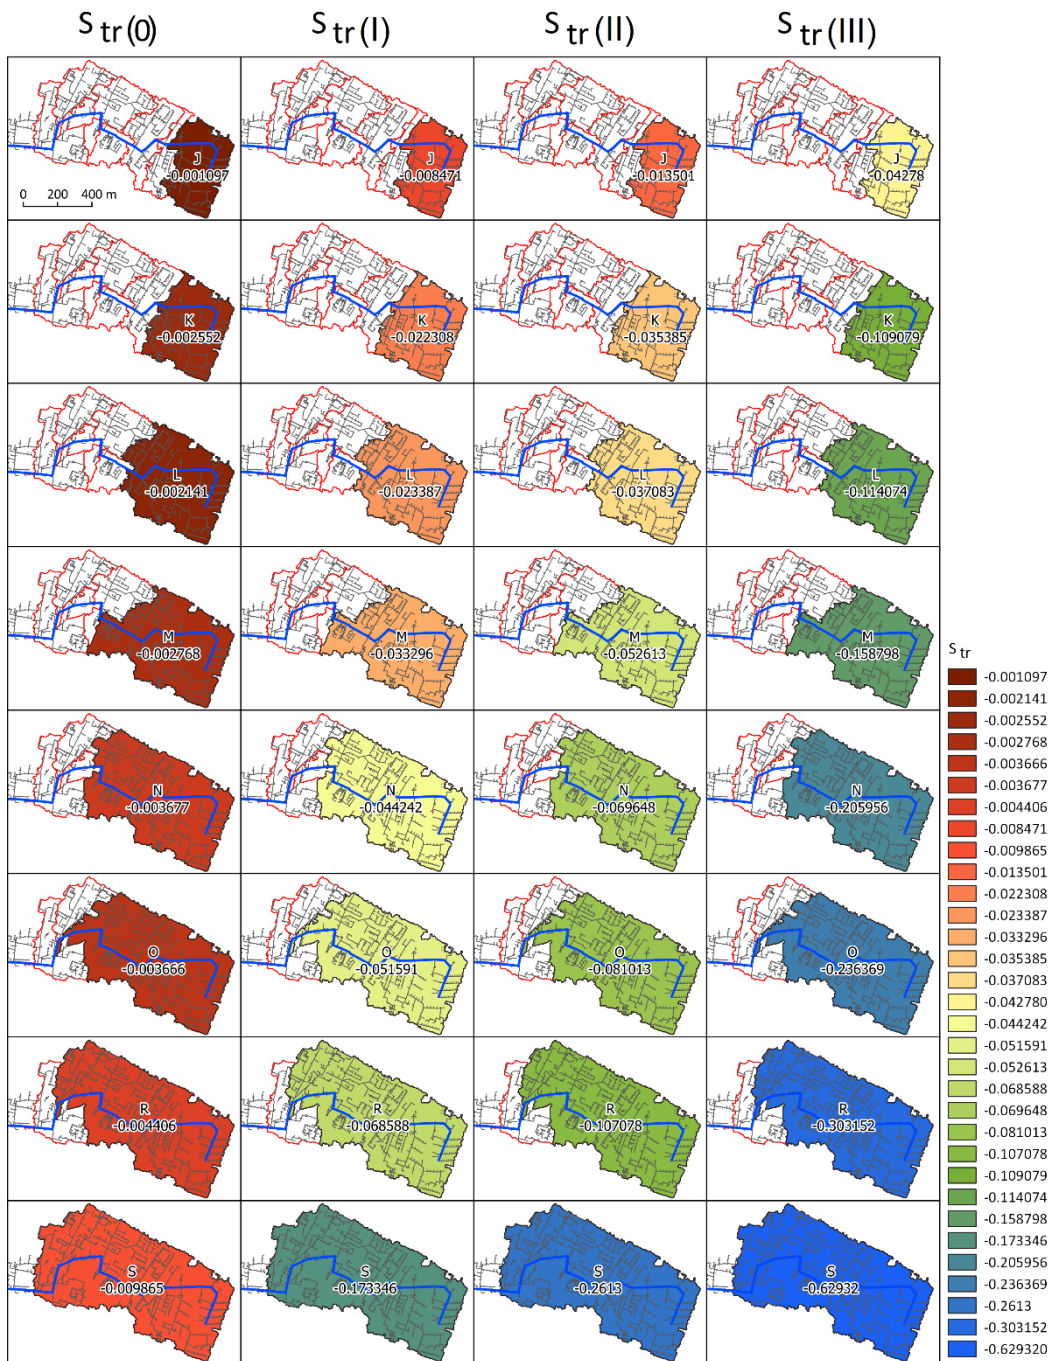 S tr(0) S tr(I) S tr(II) S tr(III)
J J J J
-0.001097 -0.008471 -0.013501 -0.04278
0 200 400 m
K K K K
-0.002552 -0.022308 -0.035385 -0.109079
L L L L
-0.002141 -0.023387 -0.037083 -0.114074
M M M M
-0.002768 -0.033296 -0.052613 -0.158798
N N N N
-0.003677 -0.044242 -0.069648 -0.205956
O O O O
-0.003666 -0.051591 -0.081013 -0.236369
R R R R
-0.004406 -0.068588 -0.107078 -0.303152
S S S S
-0.009865 -0.173346 -0.2613 -0.62932
S tr
-0.001097
-0.002141
-0.002552
-0.002768
-0.003666
-0.003677
-0.004406
-0.008471
-0.009865
-0.013501
-0.022308
-0.023387
-0.033296
-0.035385
-0.037083
-0.042780
-0.044242
-0.051591
-0.052613
-0.068588
-0.069648
-0.081013
-0.107078
-0.109079
-0.114074
-0.158798
-0.173346
-0.205956
-0.236369
-0.2613
-0.303152
-0.629320